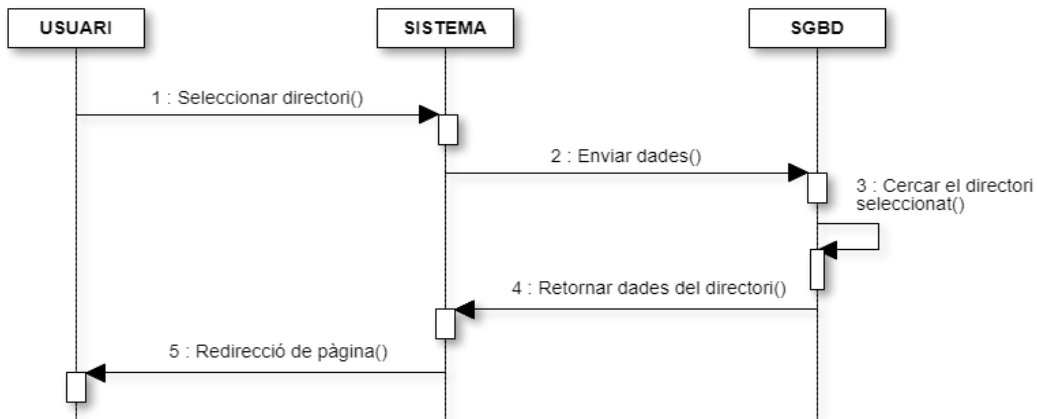 USUARI
SISTEMA
SGBD
1 : Seleccionar directori()
2 : Enviar dades()
3 : Cercar el directori
seleccionat()
4 : Retornar dades del directori()
5 : Redirecció de pàgina()